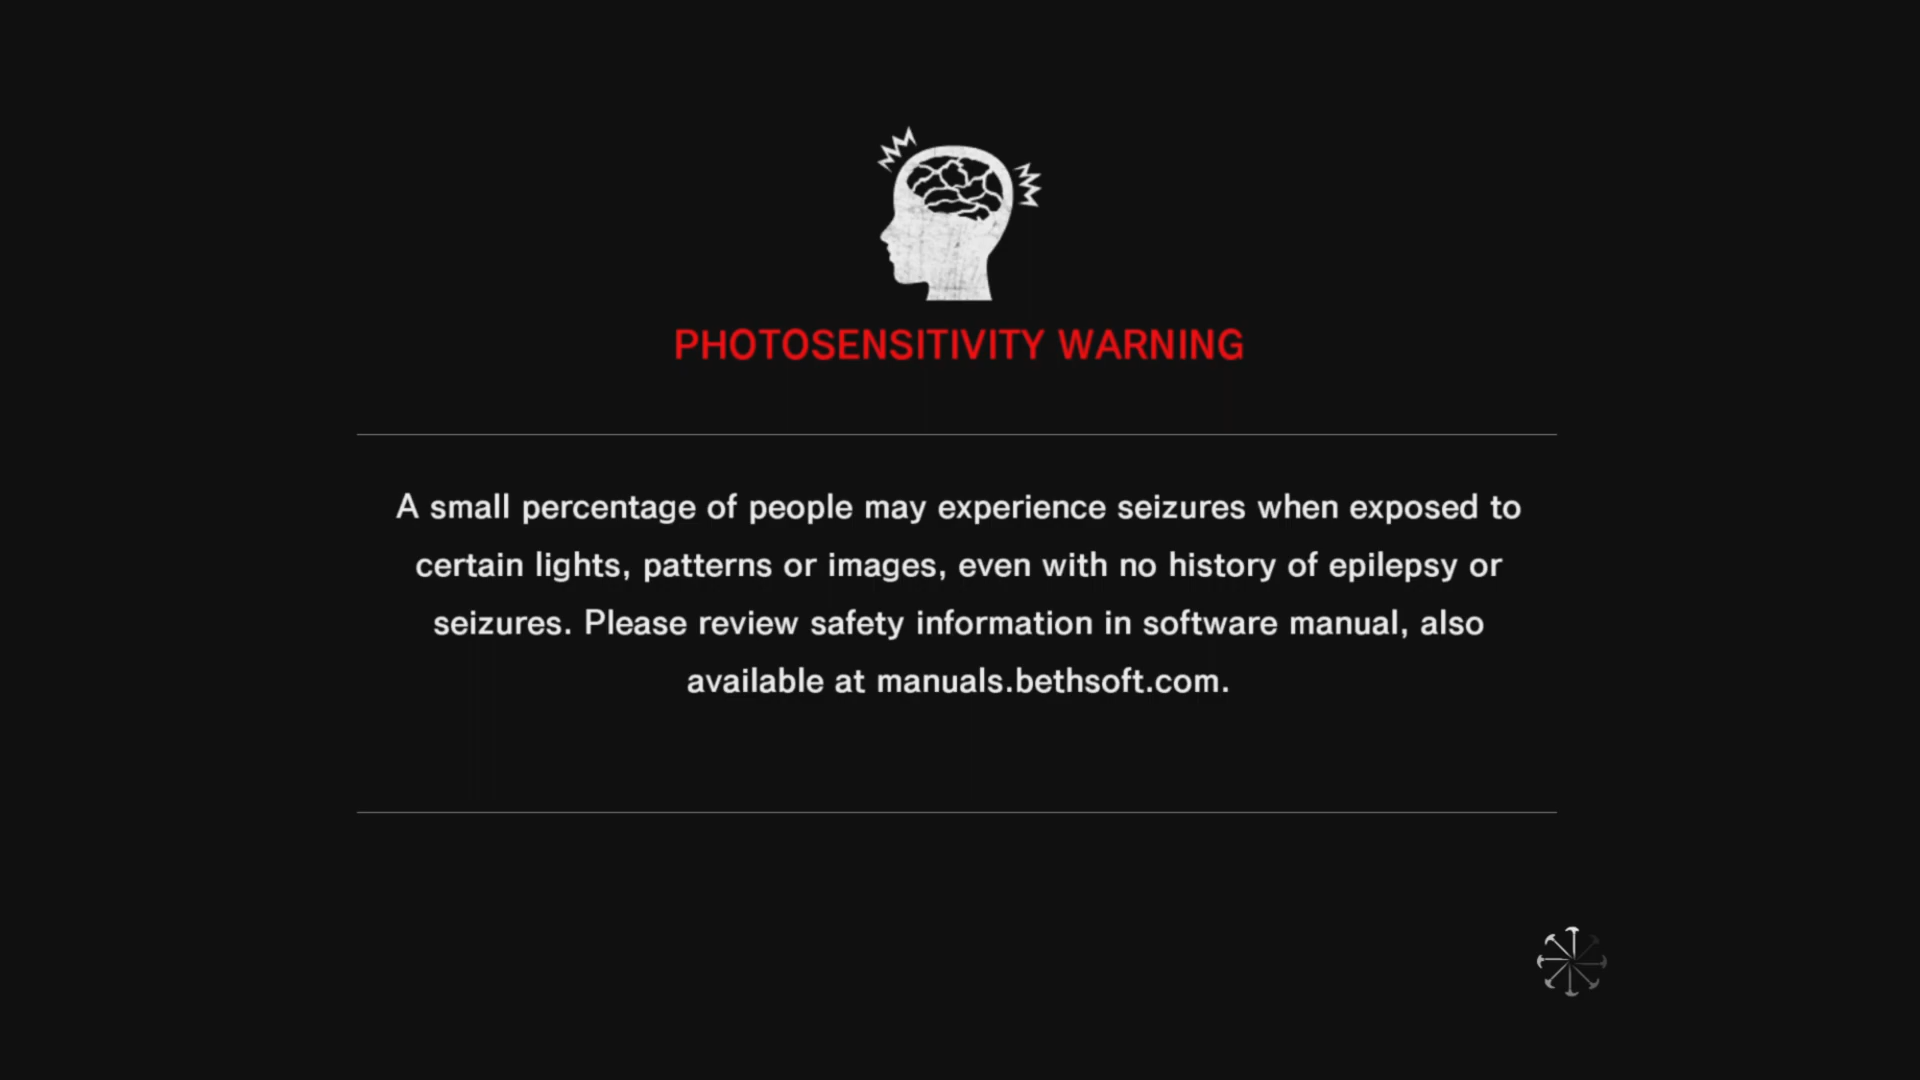 PHOTOSENSITIVITY WARNING
A small percentage of people may experience seizures when exposed to
certain lights, patterns or images, even with no history of epilepsy or
seizures. Please review safety information in software manual, also
available at manuals.bethsoft.com.